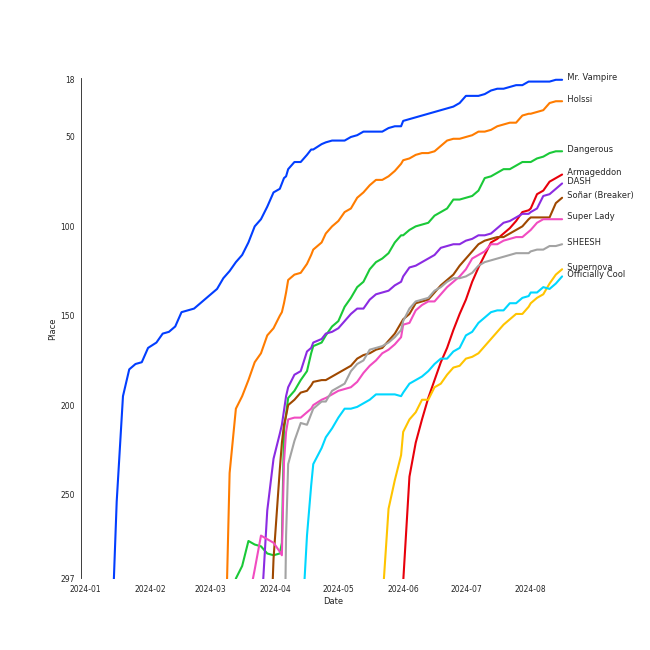 18
50
100
150
200
250
297
Place
2024-01
2024-02
2024-03
2024-04
2024-05
2024-06
2024-07
2024-08
Date
Mr. Vampire
Holssi
Dangerous
Armageddon
DASH
Soñar (Breaker)
Super Lady
SHEESH
Supernova
Officially Cool